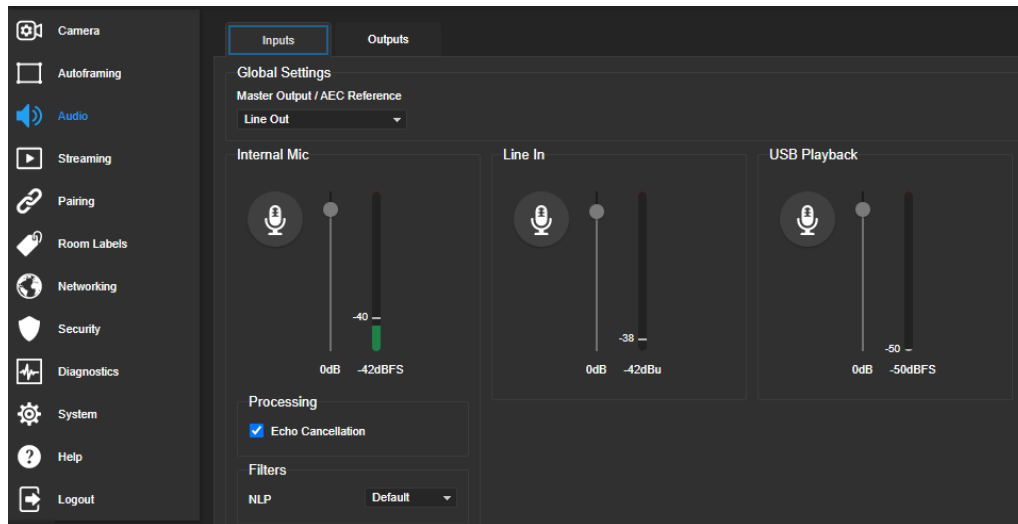 Camera
Autoframing
Audio
Streaming
Pairing
Room Labels
Networking
Security
Diagnostics
System
Help
Logout
Inputs Outputs
Global Settings
Master Output / AEC Reference
Line Out
Internal Mic
-40
0dB -42dBFS
Processing
Echo Cancellation
Filters
NLP Default
Line In
-38
0dB -42dBu
USB Playback
-50
0dB -50dBFS